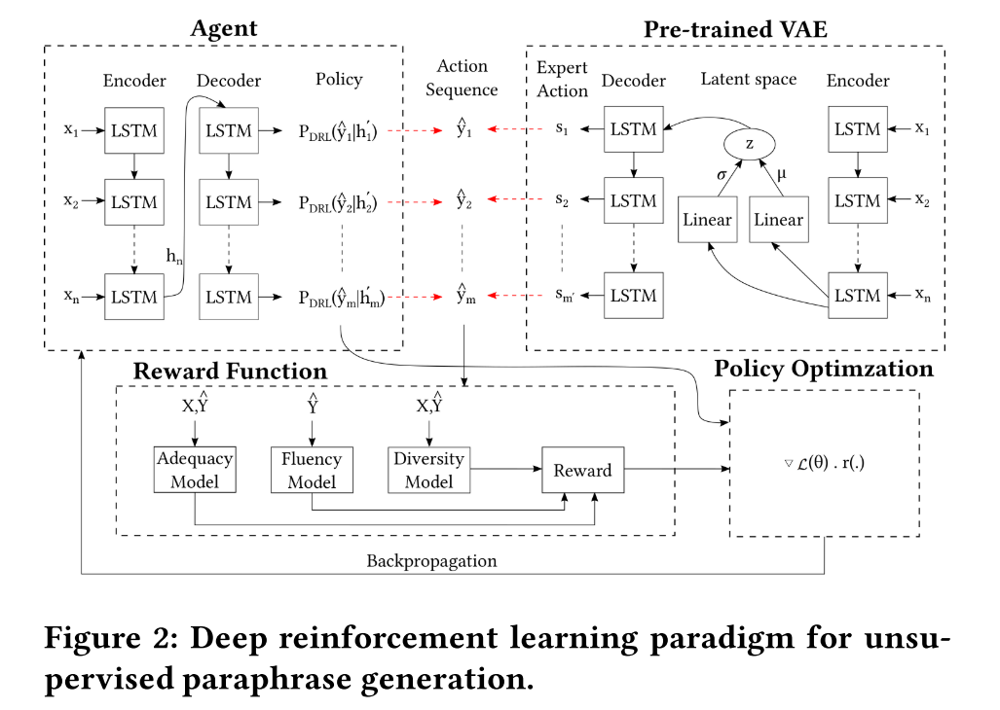 Agent
Pre-trained VAE
Encoder Decoder Policy
Action Sequence
Expert Action
Decoder Latent space Encoder
x1 LSTM LSTM PDRL(ŷ1|h′1) ŷ1 s1 LSTM z LSTM x1
σ μ
x2 LSTM LSTM PDRL(ŷ2|h′2) ŷ2 s2 LSTM Linear Linear LSTM x2
hn
xn LSTM LSTM PDRL(ŷm|h′m) ŷm sm′ LSTM LSTM xn
Reward Function
Policy Optimzation
X,Ŷ Ŷ X,Ŷ
Adequacy Model
Fluency Model
Diversity Model
Reward
▽ ℒ(θ) . r(.)
Backpropagation
Figure 2: Deep reinforcement learning paradigm for unsu-
pervised paraphrase generation.